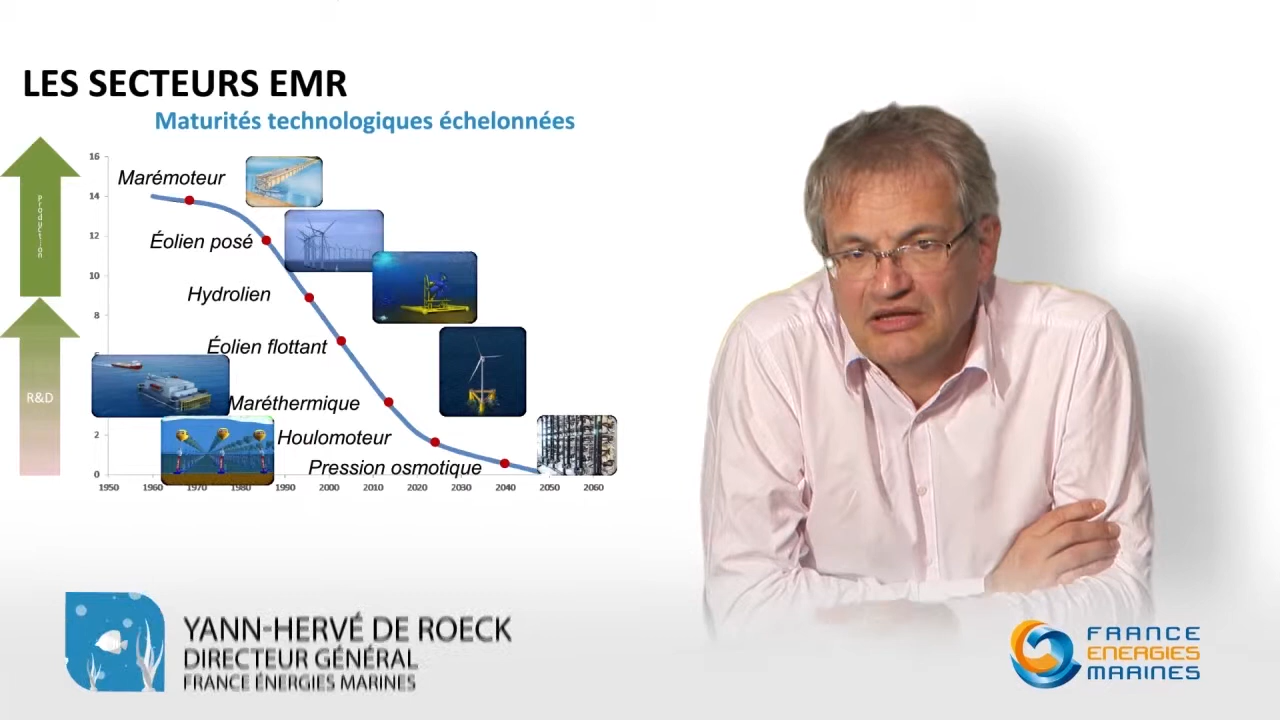 LES SECTEURS EMR
Maturités technologiques échelonnées
Production
R&D
16
14
12
10
8
2
0
Marémoteur
Éolien posé
Hydrolien
Éolien flottant
Maréthermique
Houlomoteur
Pression osmotique
1950 1960 1970 1980 1990 2000 2010 2020 2030 2040 2050 2060
YANN-HERVÉ DE ROECK
DIRECTEUR GÉNÉRAL
FRANCE ÉNERGIES MARINES
FRANCE
ENERGIES
MARINES